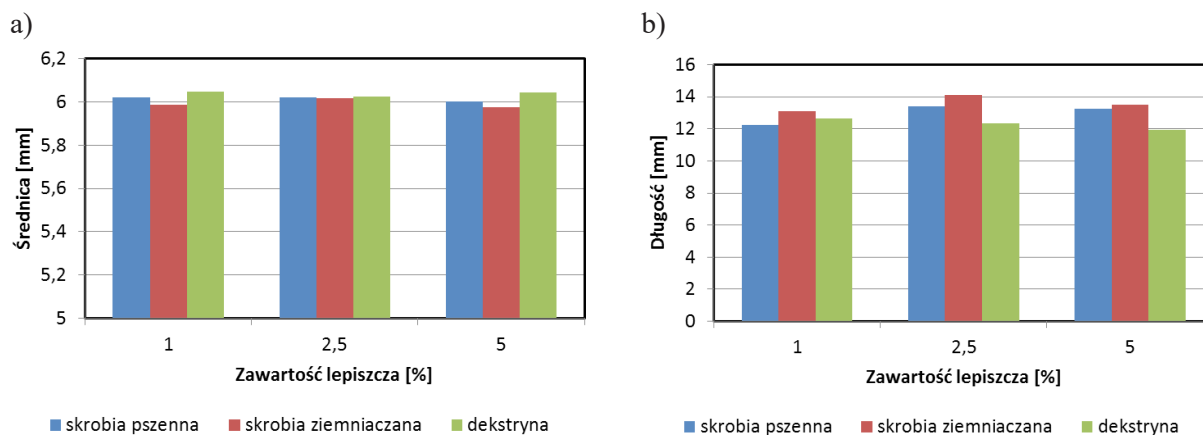 a)
6,2
6
5,8
5,6
5,4
5,2
5
Średnica [mm]
1 2,5 5
Zawartość lepiszcza [%]
skrobia pszenna skrobia ziemniaczana dekstryna
b)
16
14
12
10
8
6
4
2
0
Długość [mm]
1 2,5 5
Zawartość lepiszcza [%]
skrobia pszenna skrobia ziemniaczana dekstryna